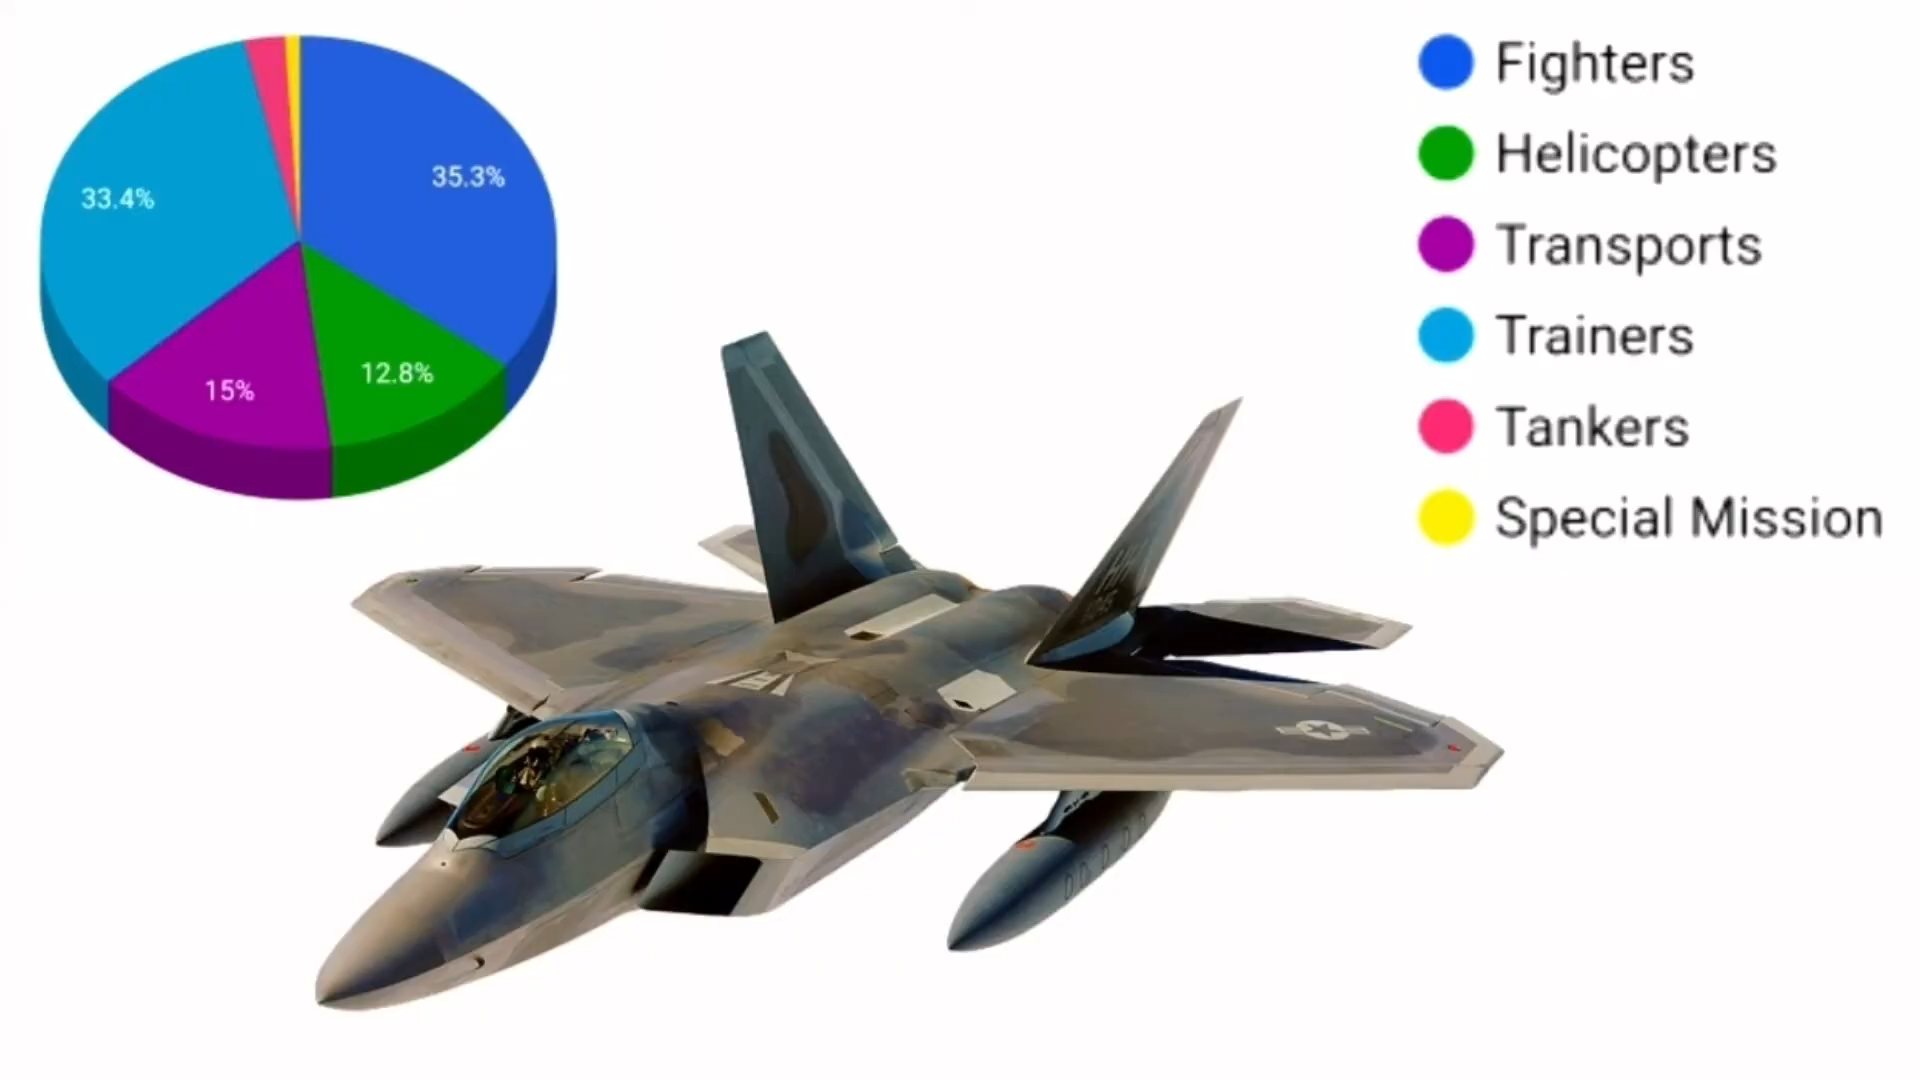 35.3%
33.4%
12.8%
15%
Fighters
Helicopters
Transports
Trainers
Tankers
Special Mission